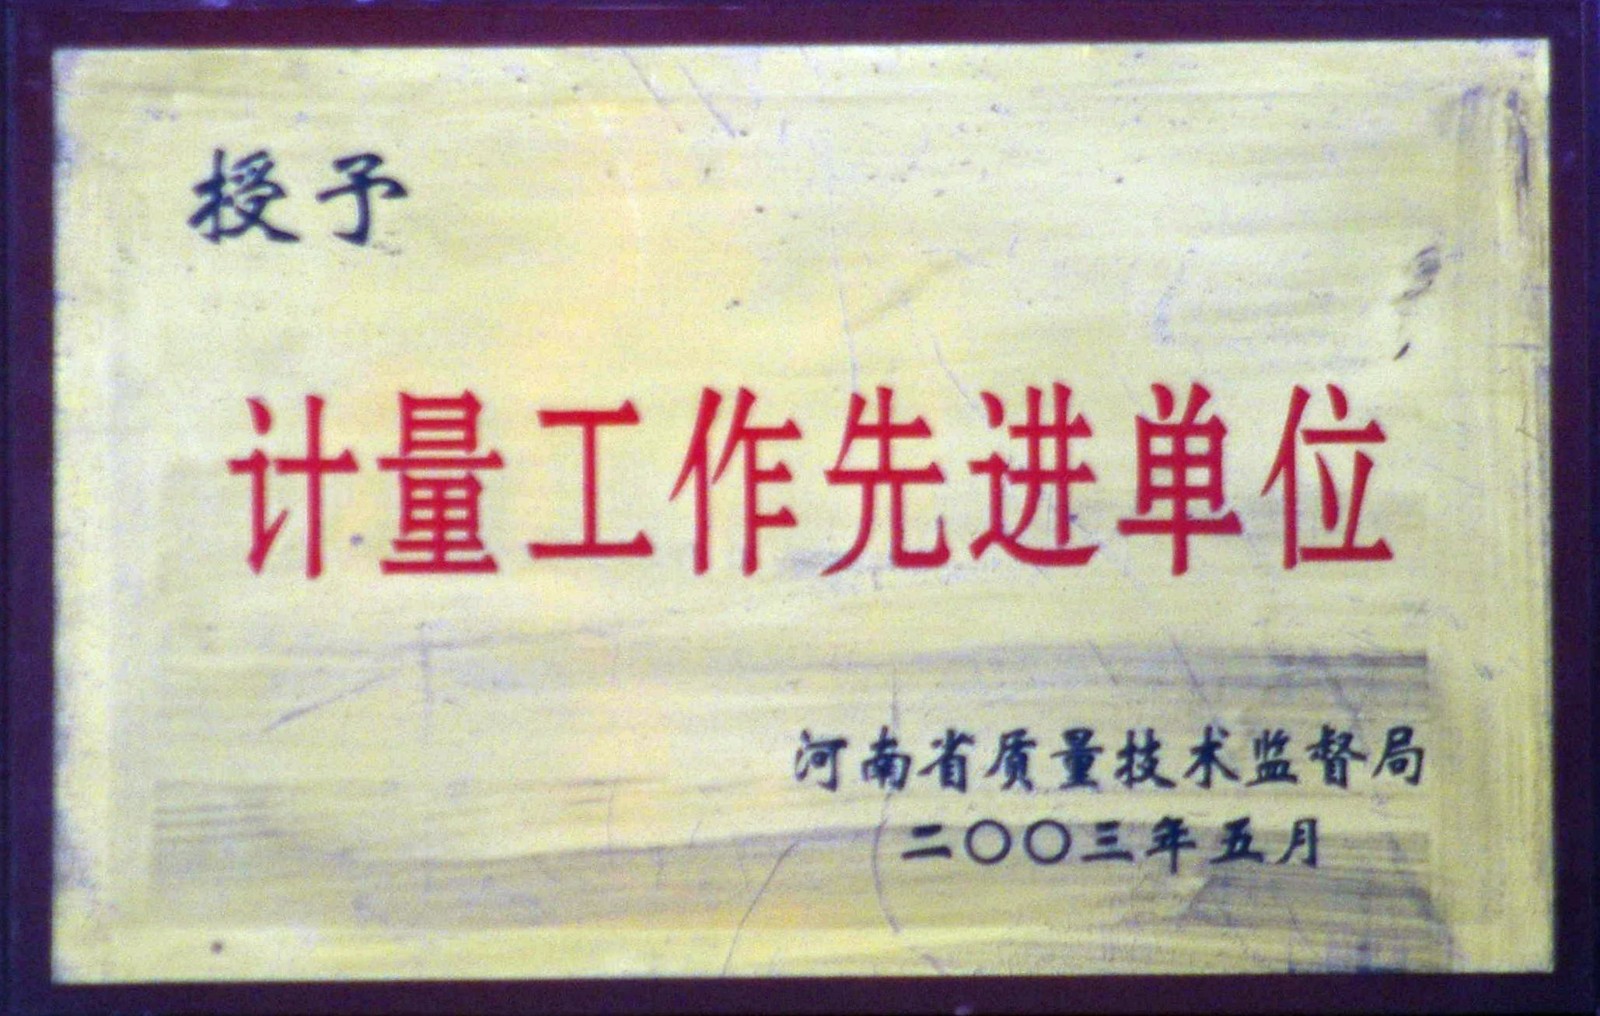 授予
计量工作先进单位
河南省质量技术监督局
二〇〇三年五月